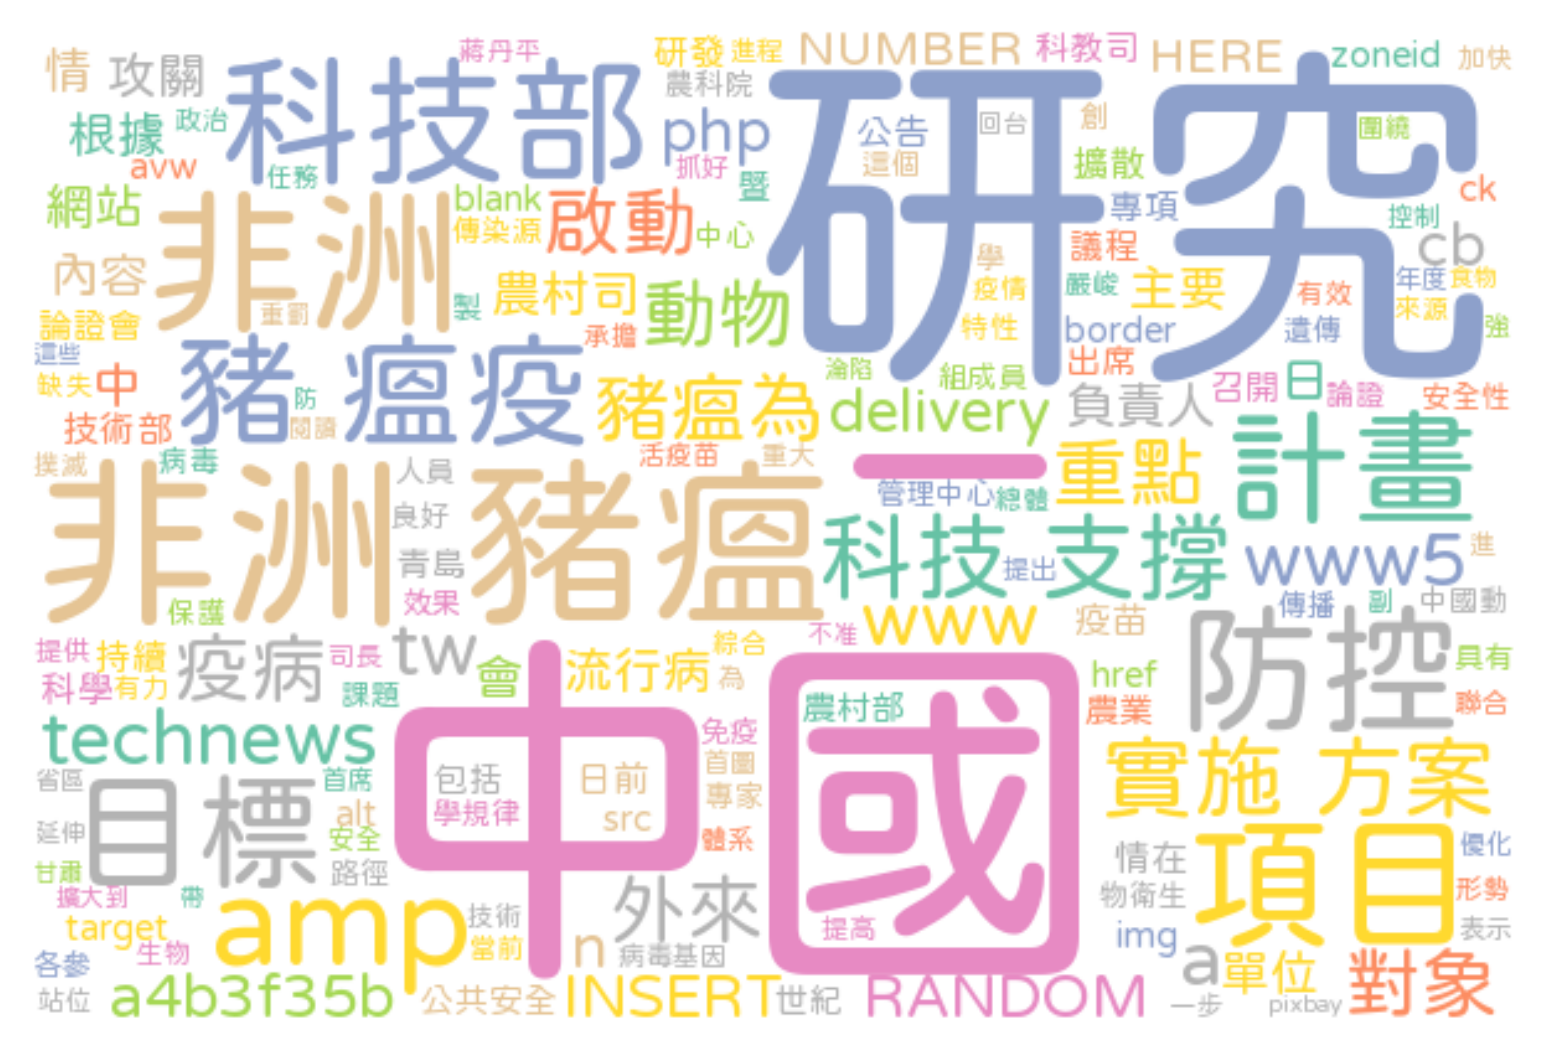 蔣丹平 研發 進程 NUMBER 科教司 HERE zoneid 加快
情 攻關 科技部 農科院 研究
根據 政治 php 公告 回台 創 圍繞
avw 任務 抓好 這個 擴散
網站 非洲 blank 啟動 暨 專項 ck
傳染源 中心 議程 控制 cb
內容 農村司 動物 學 疫情 嚴峻 主要 年度 食物
論證會 重罰 製 承擔 特性 border 有效 遺傳 來源 強
這些 豬 瘟疫 淪陷 組成員 出席
缺失 中 防 豬瘟為 delivery 負責人 召開 日 論證 安全性
技術部 閱讀 計畫
撲滅 病毒 人員 活疫苗 重大 一 重點
非洲 豬瘟 良好 管理中心 總體
青島 科技 提出 支撐 www5 進
保護 效果 www 疫苗 傳播 副 中國動
提供 持續 疫病 司長 tw 會 流行病 綜合 不准 防控 具有
科學 有力 課題 為 href 農業 聯合
technews 中國 免疫 農村部
省區 目標 首席 包括 日前 首圖 實施 方案
延伸 alt 安全 學規律 src 專家 體系
甘肅 路徑 情在 項目 優化
擴大到 帶 外來 物衛生 形勢
target amp 技術 提高 img 表示
各參 生物 當前 n 病毒基因 a 單位 對象
站位 a4b3f35b 公共安全 INSERT 世紀 RANDOM 一步 pixbay